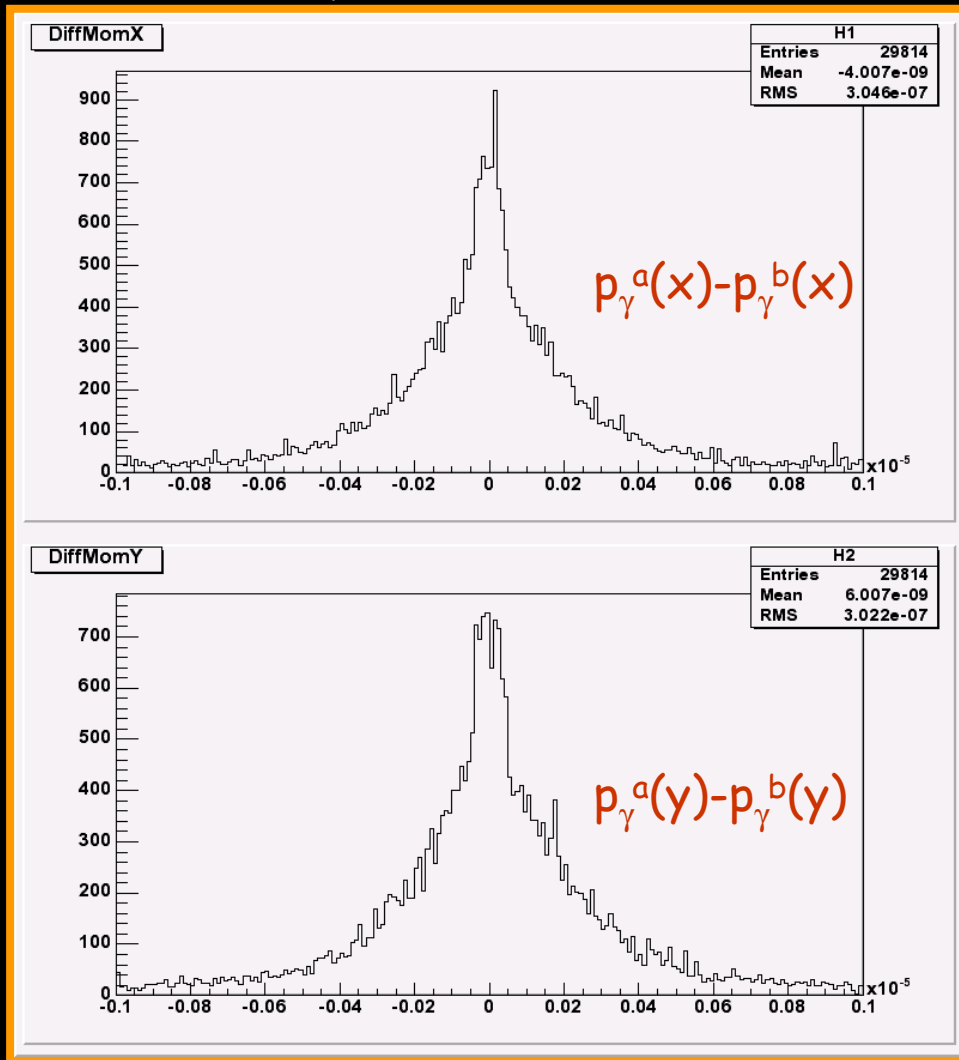 DiffMomX
H1
Entries 29814
Mean -4.007e-09
RMS 3.046e-07
900
800
700
600
500
400
300
200
100
0
pγa(x)-pγb(x)
-0.1 -0.08 -0.06 -0.04 -0.02 0 0.02 0.04 0.06 0.08 0.1
x10-5
DiffMomY
H2
Entries 29814
Mean 6.007e-09
RMS 3.022e-07
700
600
500
400
300
200
100
0
pγa(y)-pγb(y)
-0.1 -0.08 -0.06 -0.04 -0.02 0 0.02 0.04 0.06 0.08 0.1
x10-5